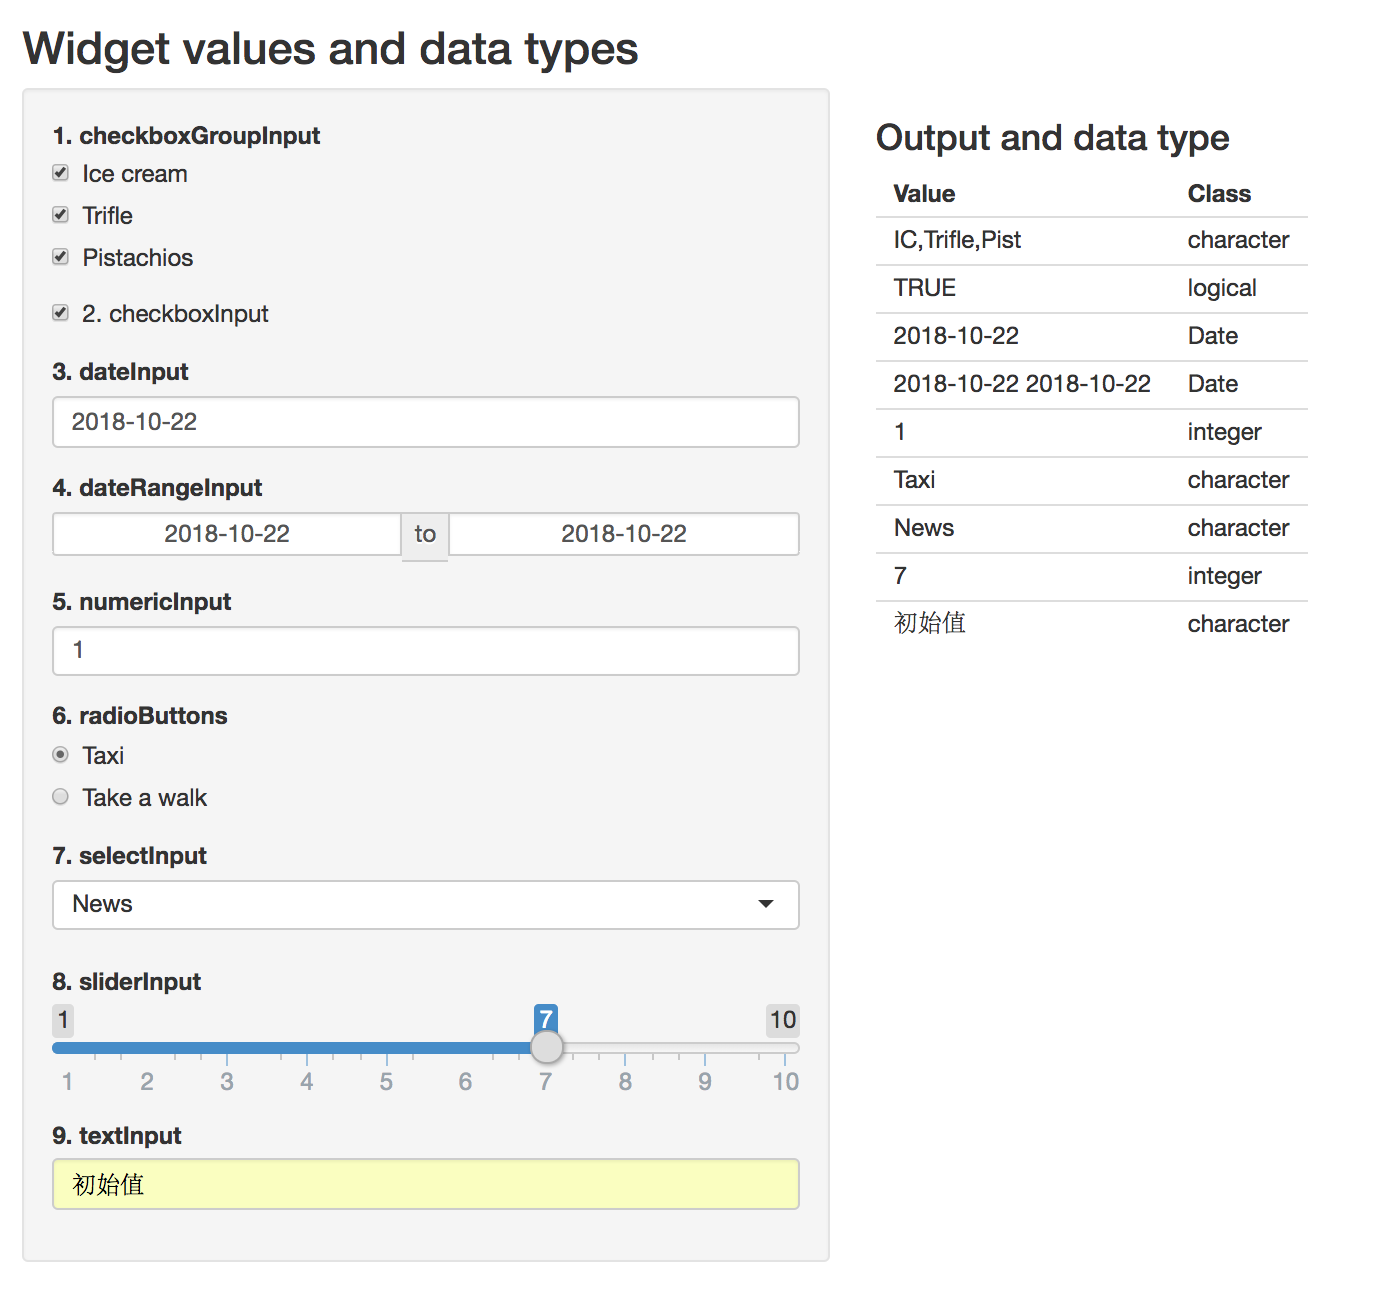 Widget values and data types
1. checkboxGroupInput
Ice cream
Trifle
Pistachios
2. checkboxInput
3. dateInput
2018-10-22
4. dateRangeInput
2018-10-22 to 2018-10-22
5. numericInput
1
6. radioButtons
Taxi
Take a walk
7. selectInput
News
8. sliderInput
1 7 10
1 2 3 4 5 6 7 8 9 10
9. textInput
初始值
Output and data type
Value Class
IC,Trifle,Pist character
TRUE logical
2018-10-22 Date
2018-10-22 2018-10-22 Date
1 integer
Taxi character
News character
7 integer
初始值 character